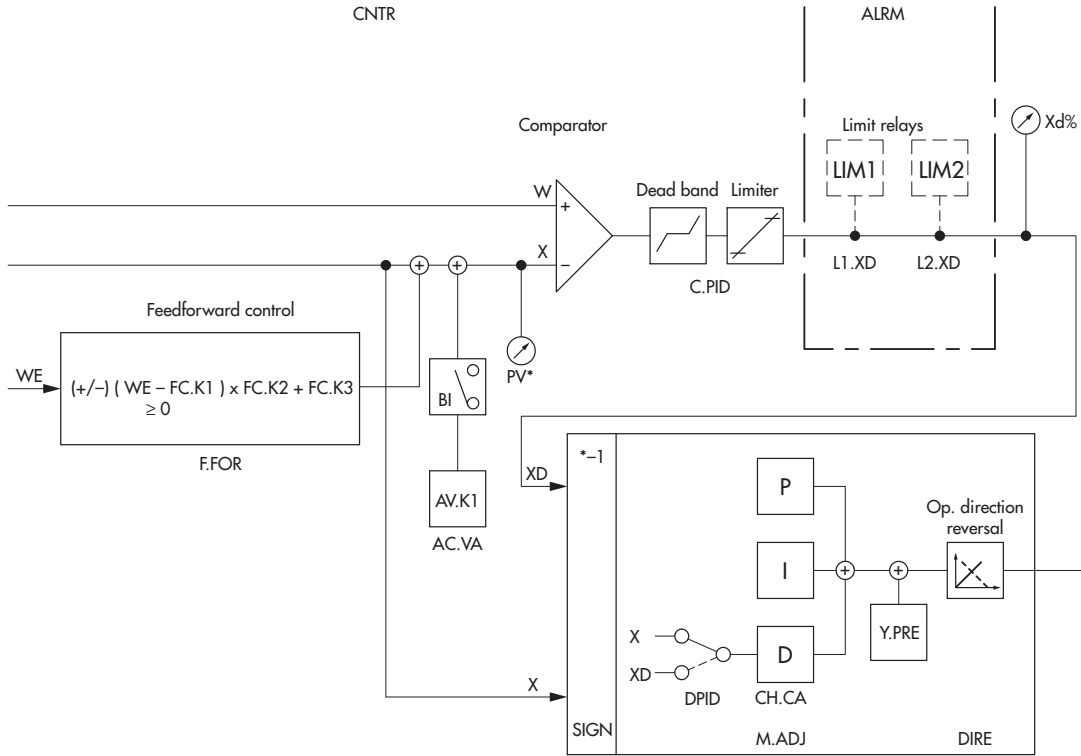 CNTR
ALRM
Comparator
Limit relays
Xd%
LIM1
LIM2
W
+
Dead band
Limiter
X
−
+
+
L1.XD
L2.XD
C.PID
Feedforward control
PV*
WE
(+/−) ( WE − FC.K1 ) x FC.K2 + FC.K3
≥ 0
BI
F.FOR
*−1
XD
P
AV.K1
Op. direction
reversal
AC.VA
I
+
+
X
Y.PRE
D
XD
X
DPID
CH.CA
SIGN
M.ADJ
DIRE